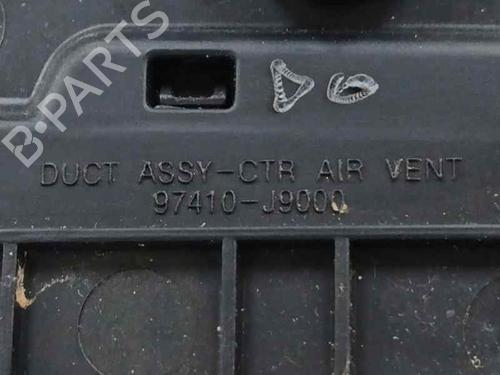 B-PARTS
DUCT ASSY-CTR AIR VENT
97410-J9000